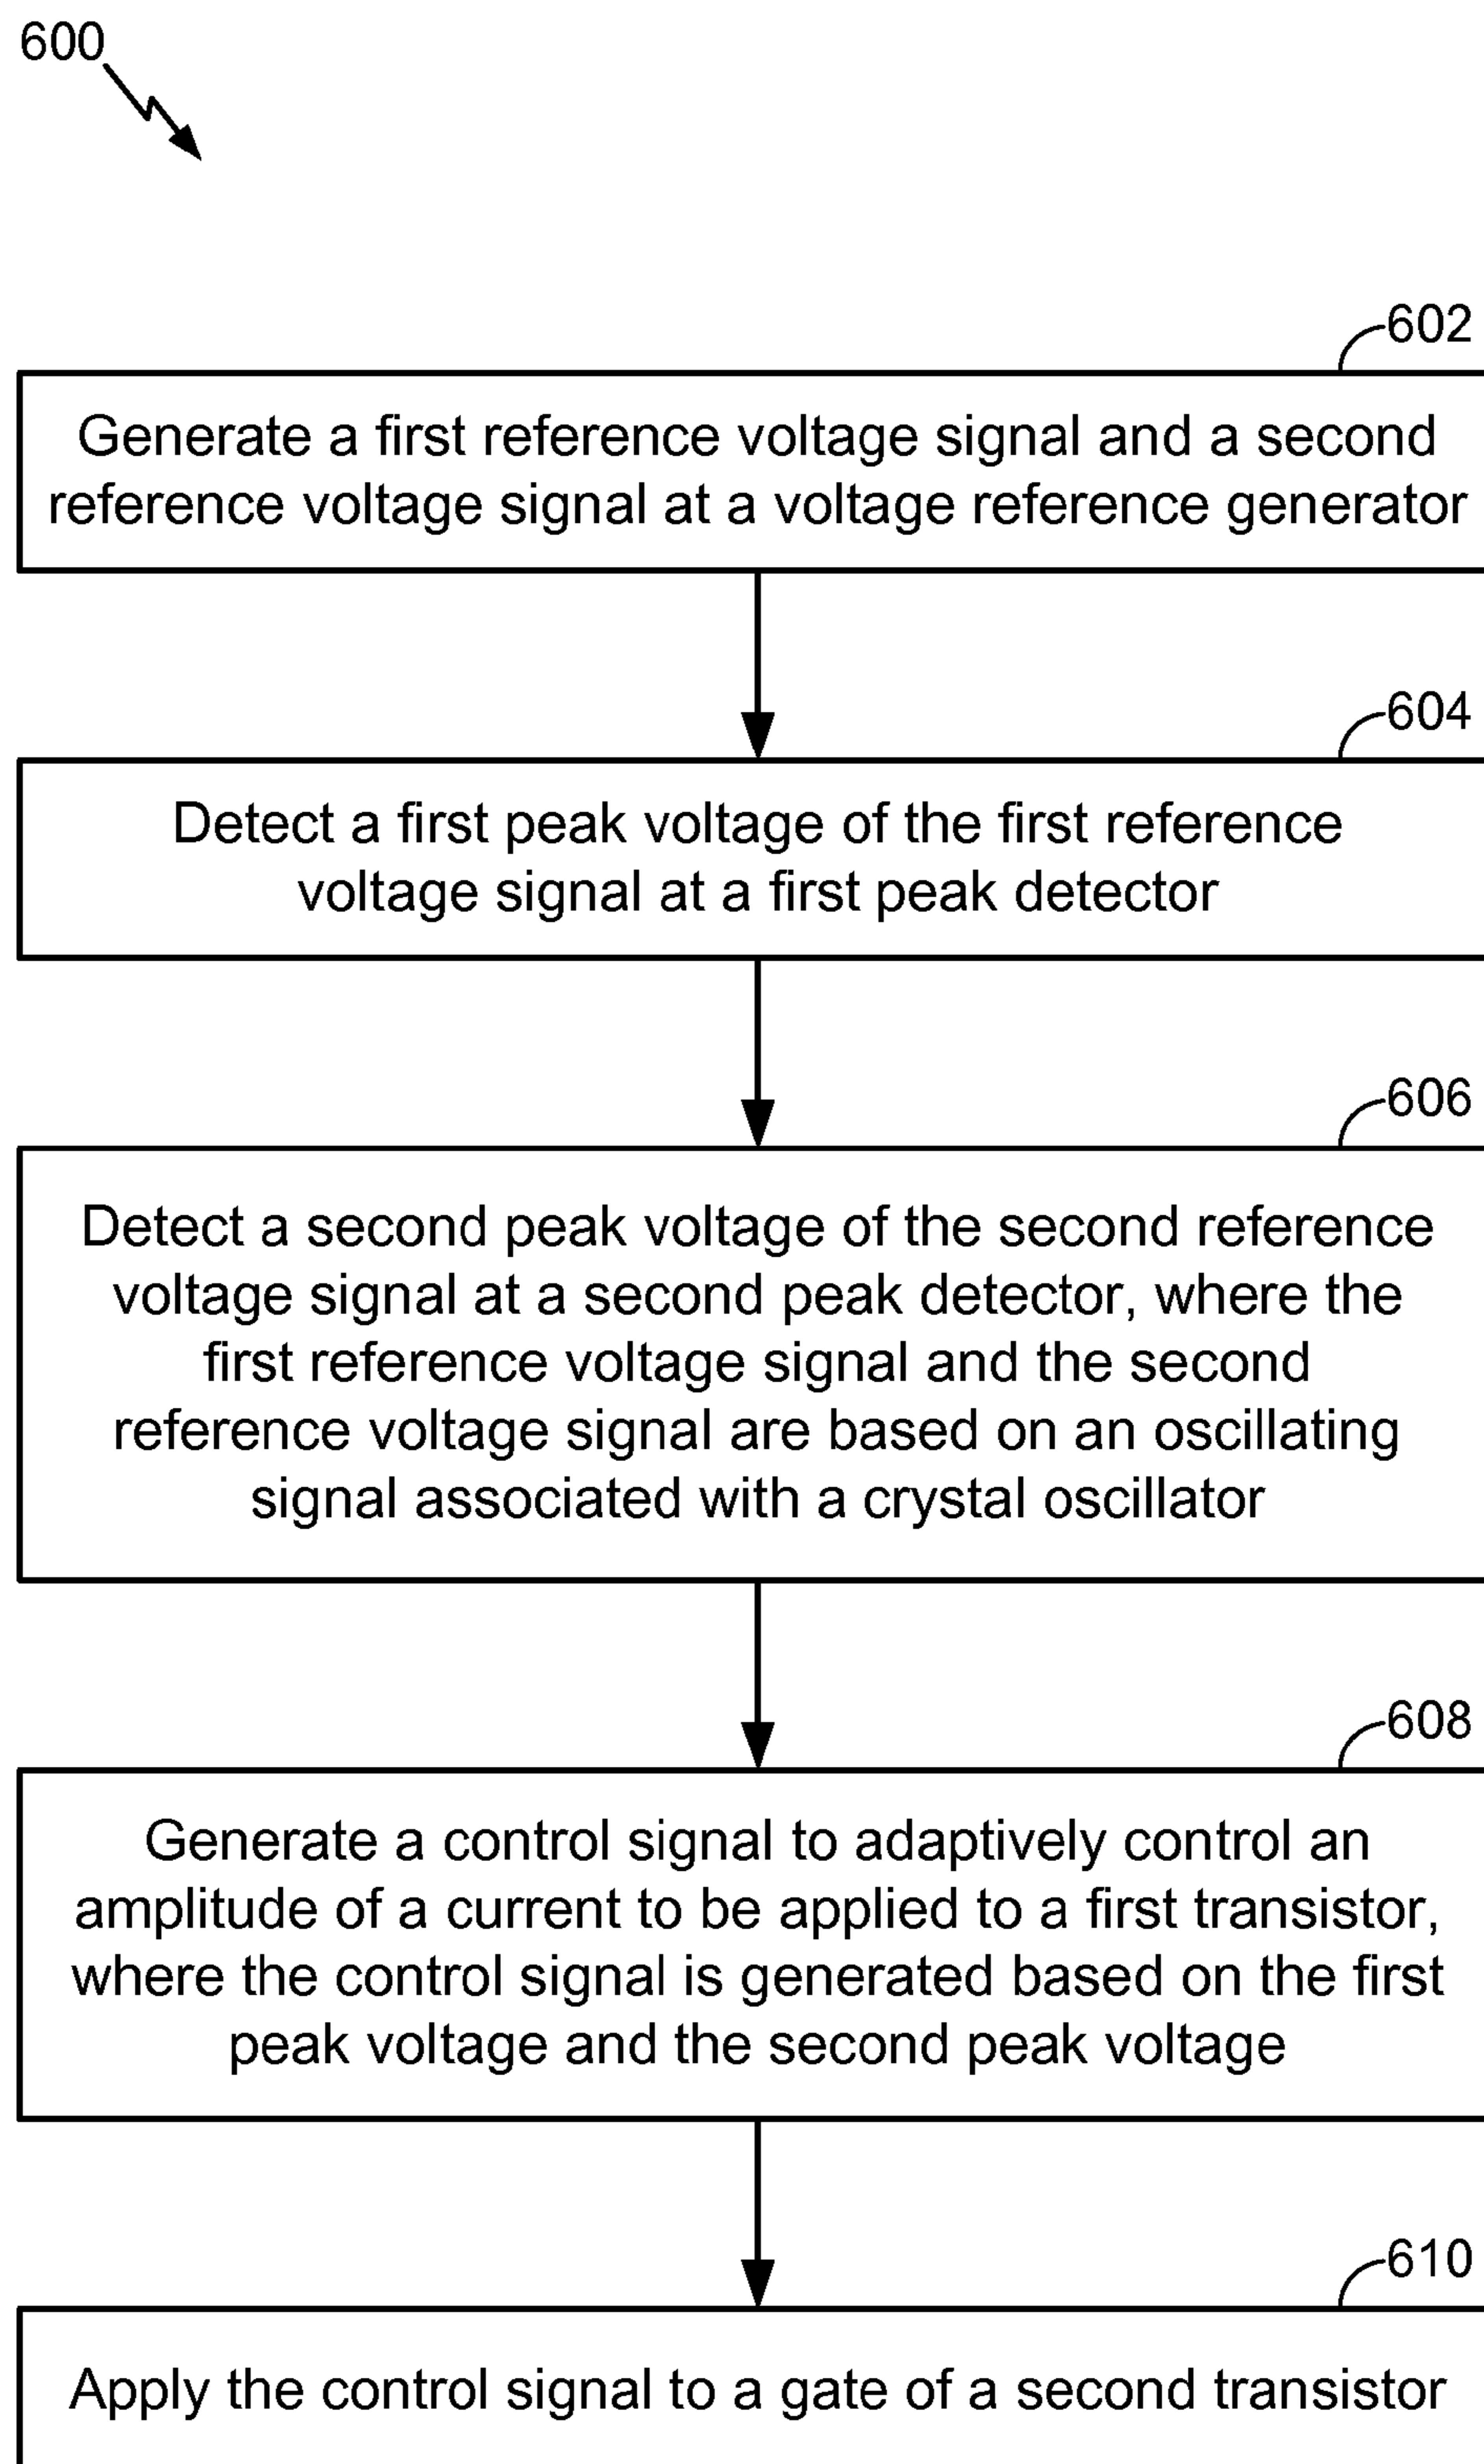 600
602
Generate a first reference voltage signal and a second
reference voltage signal at a voltage reference generator
604
Detect a first peak voltage of the first reference
voltage signal at a first peak detector
606
Detect a second peak voltage of the second reference
voltage signal at a second peak detector, where the
first reference voltage signal and the second
reference voltage signal are based on an oscillating
signal associated with a crystal oscillator
608
Generate a control signal to adaptively control an
amplitude of a current to be applied to a first transistor,
where the control signal is generated based on the first
peak voltage and the second peak voltage
610
Apply the control signal to a gate of a second transistor